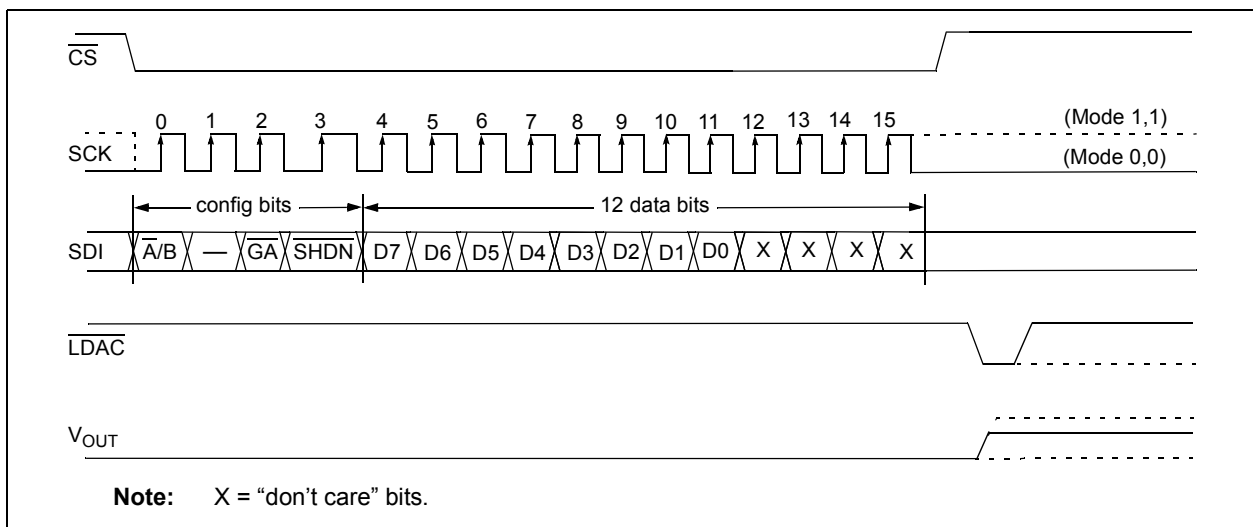 CS
0 1 2 3 4 5 6 7 8 9 10 11 12 13 14 15 (Mode 1,1)
SCK (Mode 0,0)
config bits 12 data bits
SDI A/B — GA SHDN D7 D6 D5 D4 D3 D2 D1 D0 X X X X
LDAC
VOUT
Note: X = “don’t care” bits.